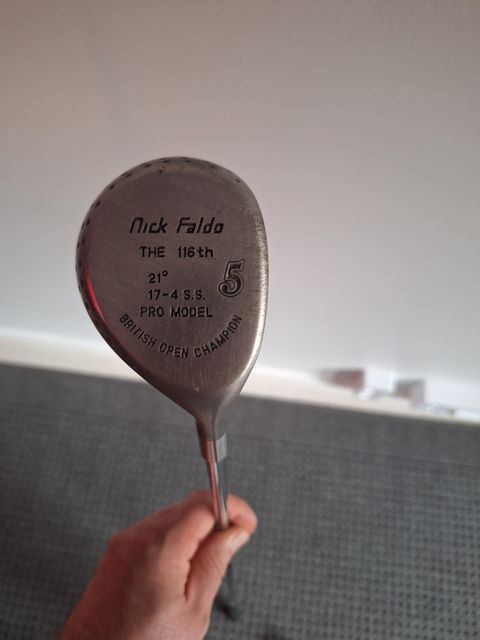 Nick Faldo
THE 116th
21°
5
17-4 S.S.
PRO MODEL
BRITISH OPEN CHAMPION